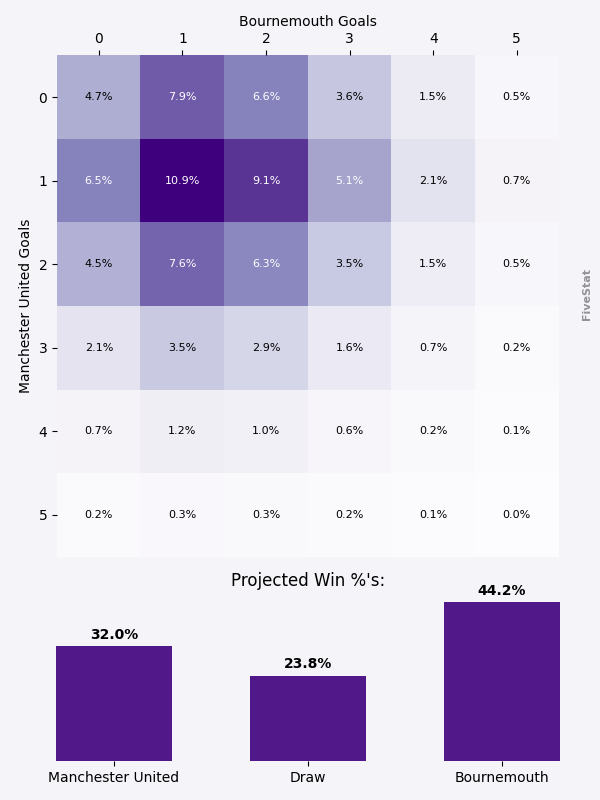 Bournemouth Goals
0 1 2 3 4 5
0 4.7% 7.9% 6.6% 3.6% 1.5% 0.5%
1 6.5% 10.9% 9.1% 5.1% 2.1% 0.7%
2 4.5% 7.6% 6.3% 3.5% 1.5% 0.5%
3 2.1% 3.5% 2.9% 1.6% 0.7% 0.2%
4 0.7% 1.2% 1.0% 0.6% 0.2% 0.1%
5 0.2% 0.3% 0.3% 0.2% 0.1% 0.0%
Manchester United Goals
FiveStat
Projected Win %'s:
32.0% 23.8% 44.2%
Manchester United Draw Bournemouth